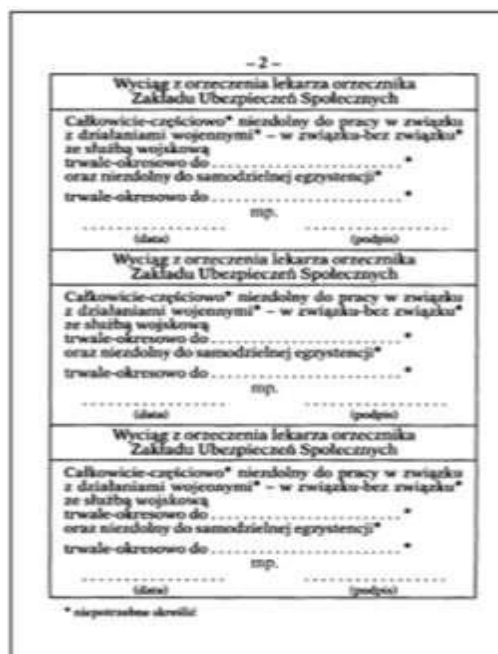 – 2 –
Wyciąg z orzeczenia lekarza orzecznika
Zakładu Ubezpieczeń Społecznych
Całkowicie-częściowo* niezdolny do pracy w związku
z działaniami wojennymi* – w związku-bez związku*
ze służbą wojskową
trwale-okresowo do ........................ *
oraz niezdolny do samodzielnej egzystencji*
trwale-okresowo do ........................ *
mp.
(data) (podpis)
Wyciąg z orzeczenia lekarza orzecznika
Zakładu Ubezpieczeń Społecznych
Całkowicie-częściowo* niezdolny do pracy w związku
z działaniami wojennymi* – w związku-bez związku*
ze służbą wojskową
trwale-okresowo do ........................ *
oraz niezdolny do samodzielnej egzystencji*
trwale-okresowo do ........................ *
mp.
(data) (podpis)
Wyciąg z orzeczenia lekarza orzecznika
Zakładu Ubezpieczeń Społecznych
Całkowicie-częściowo* niezdolny do pracy w związku
z działaniami wojennymi* – w związku-bez związku*
ze służbą wojskową
trwale-okresowo do ........................ *
oraz niezdolny do samodzielnej egzystencji*
trwale-okresowo do ........................ *
mp.
(data) (podpis)
* niepotrzebne skreślić